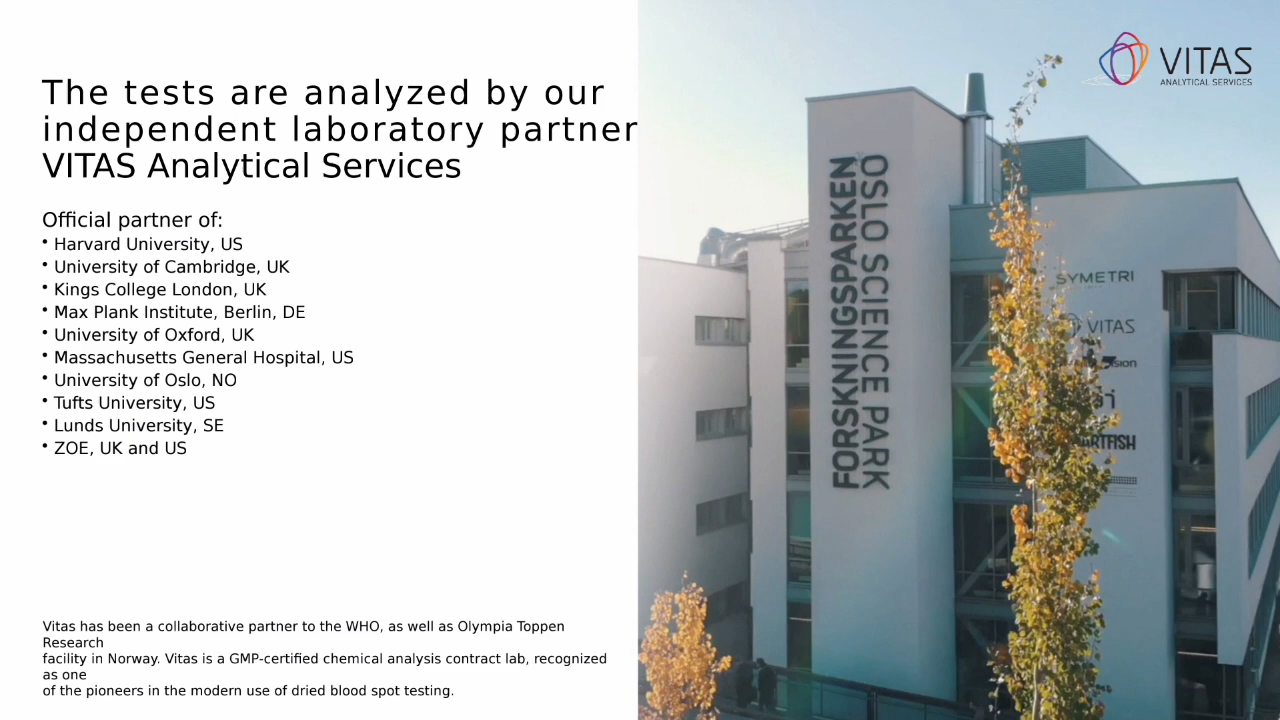 The tests are analyzed by our
independent laboratory partner
VITAS Analytical Services
Official partner of:
• Harvard University, US
• University of Cambridge, UK
• Kings College London, UK
• Max Plank Institute, Berlin, DE
• University of Oxford, UK
• Massachusetts General Hospital, US
• University of Oslo, NO
• Tufts University, US
• Lunds University, SE
• ZOE, UK and US
Vitas has been a collaborative partner to the WHO, as well as Olympia Toppen
Research
facility in Norway. Vitas is a GMP-certified chemical analysis contract lab, recognized
as one
of the pioneers in the modern use of dried blood spot testing.
VITAS
ANALYTICAL SERVICES
FORSKNINGSPARKEN
OSLO SCIENCE PARK
SYMETRI
VITAS